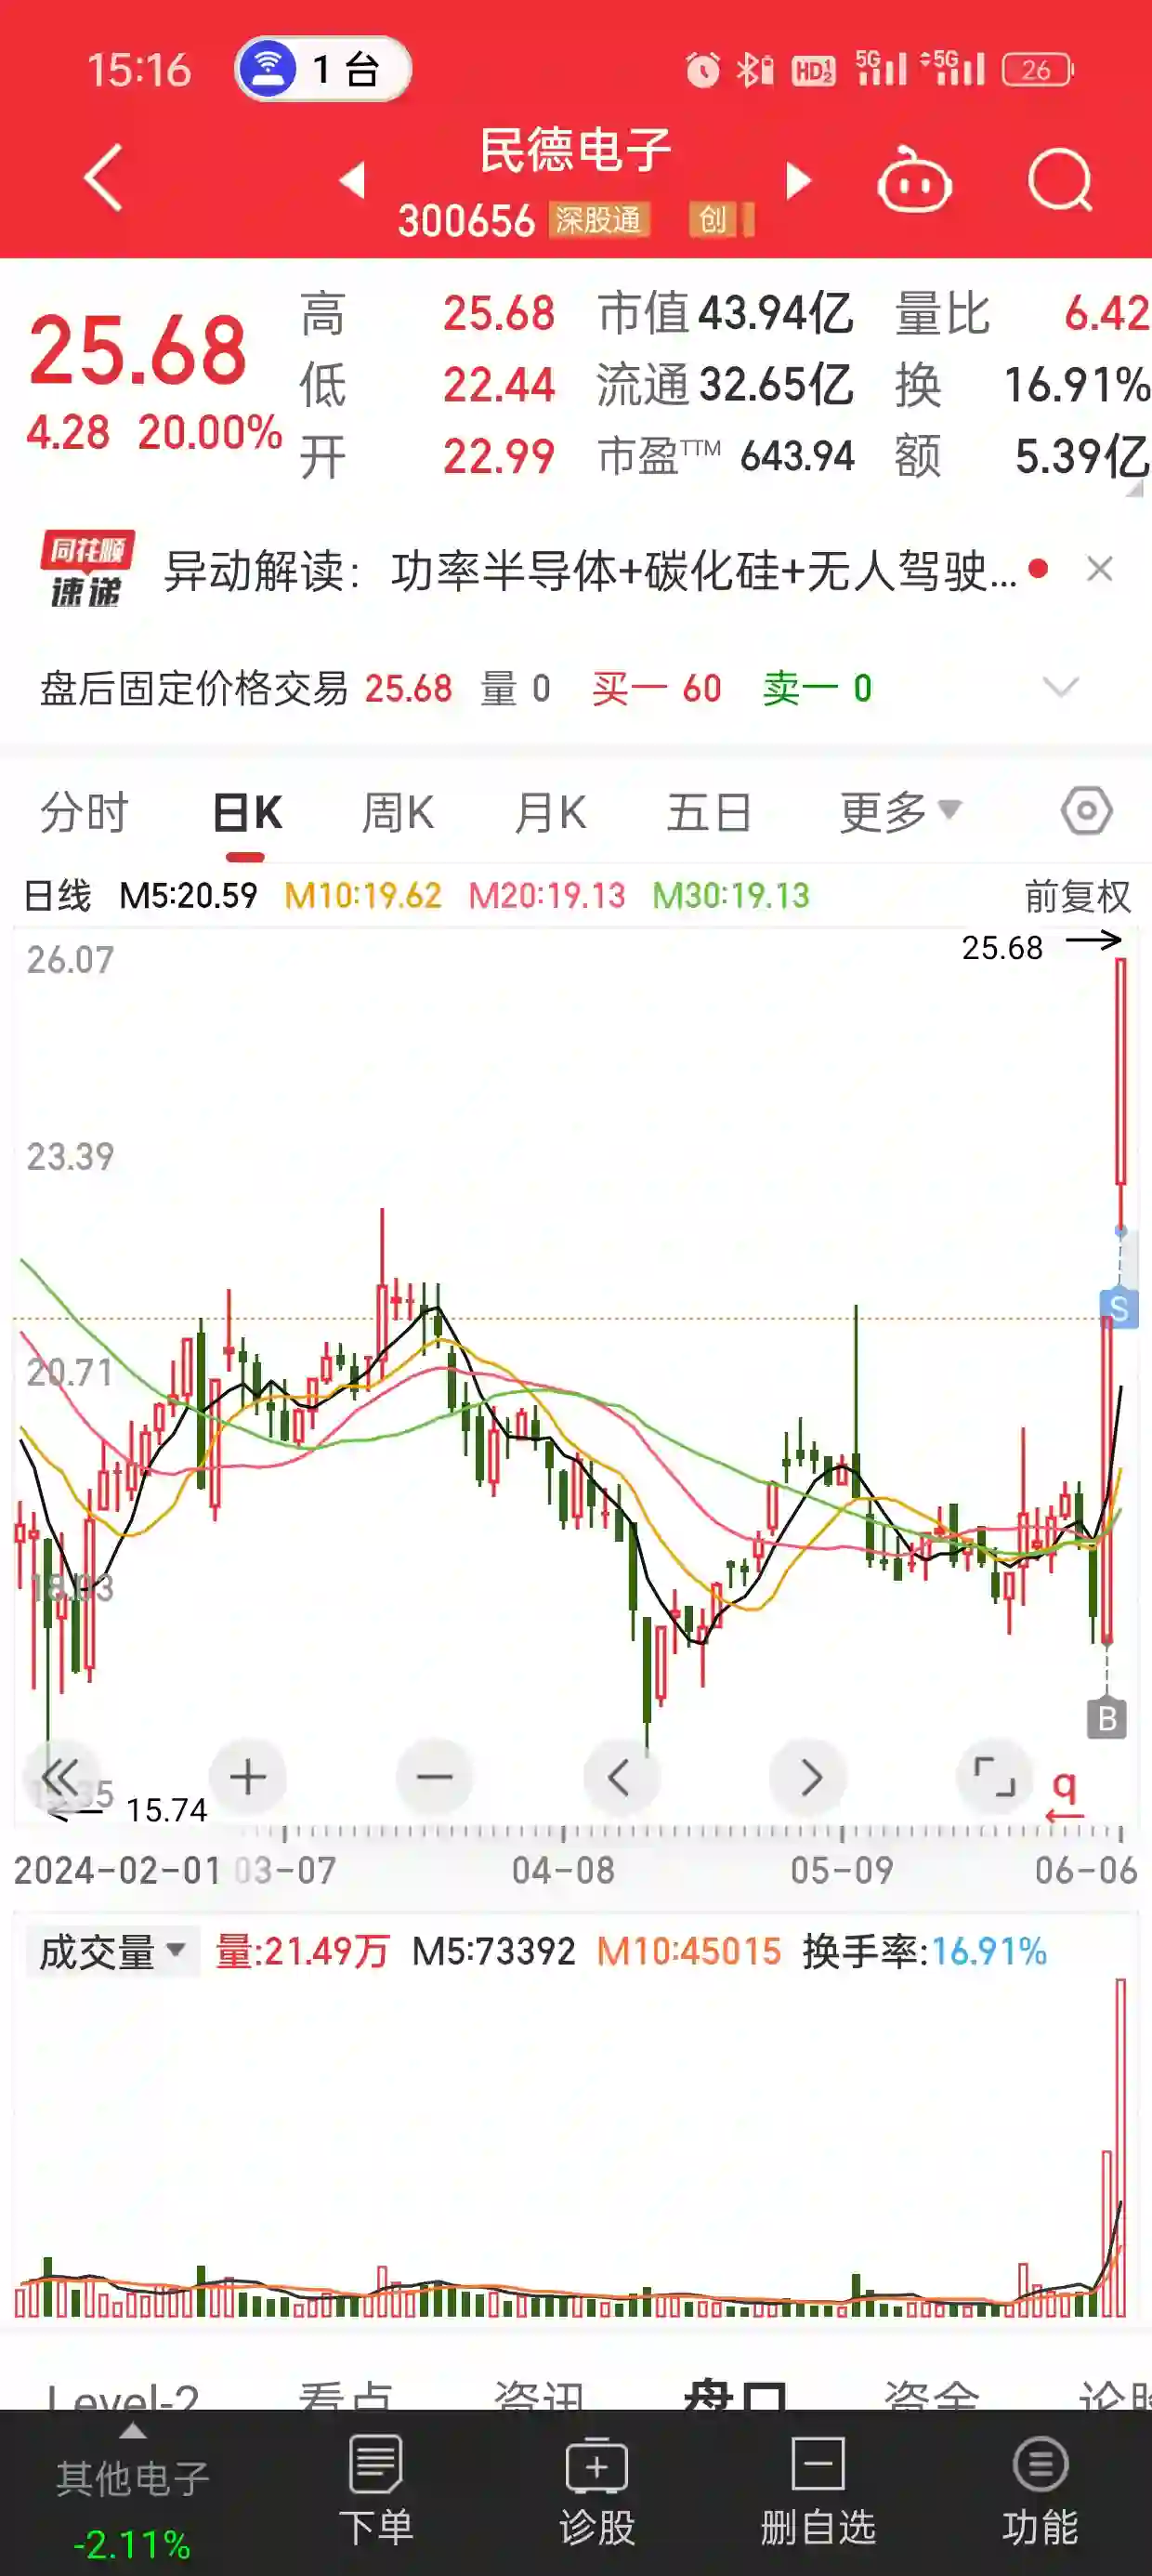 15:16 1 台 HD 1 2 5G 5G 26
民德电子
300656 深股通 创
25.68 高 25.68 市值 43.94亿 量比 6.42
4.28 20.00% 低 22.44 流通 32.65亿 换 16.91%
开 22.99 市盈TTM 643.94 额 5.39亿
同花顺 速递 异动解读：功率半导体+碳化硅+无人驾驶...
盘后固定价格交易 25.68 量 0 买一 60 卖一 0
分时 日K 周K 月K 五日 更多
日线 M5:20.59 M10:19.62 M20:19.13 M30:19.13 前复权
26.07 25.68
23.39
S
20.71
18.03
B
15.35 15.74 q
2024-02-01 03-07 04-08 05-09 06-06
成交量 量:21.49万 M5:73392 M10:45015 换手率:16.91%
Level-2 看点 资讯 盘口 资金
其他电子 下单 诊股 删自选 功能
-2.11%